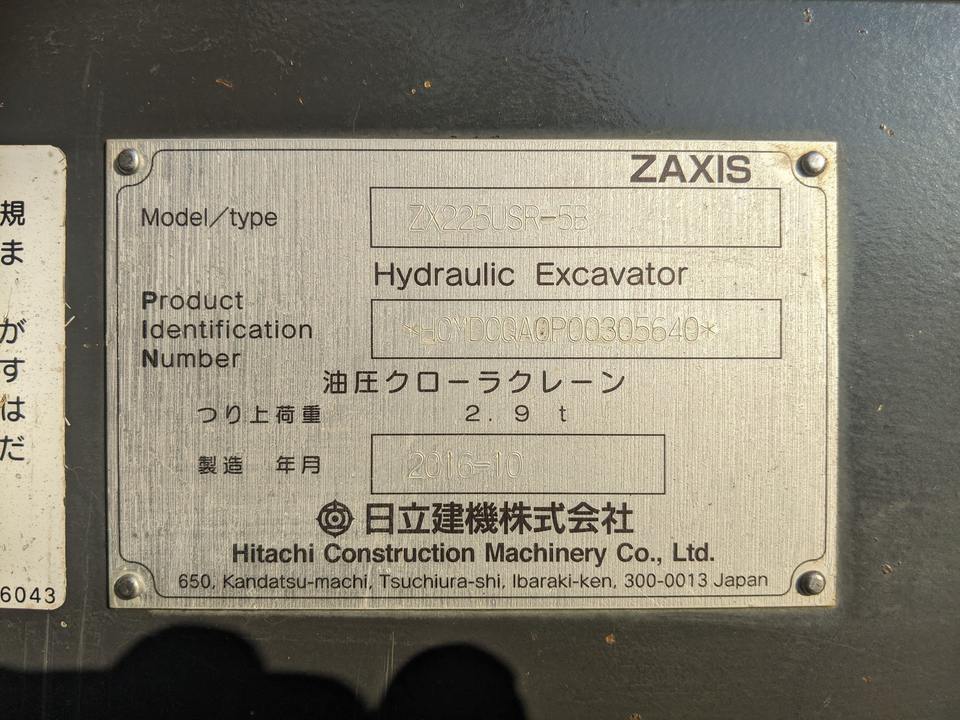 規
ま
が
す
は
だ
6043
ZAXIS
Model/type ZX225USR-5B
Hydraulic Excavator
Product
Identification
Number
*HCMDCQA0P00305640*
油圧クローラクレーン
つり上荷重 2.9 t
製造 年月 2016-10
日立建機株式会社
Hitachi Construction Machinery Co., Ltd.
650, Kandatsu-machi, Tsuchiura-shi, Ibaraki-ken, 300-0013 Japan